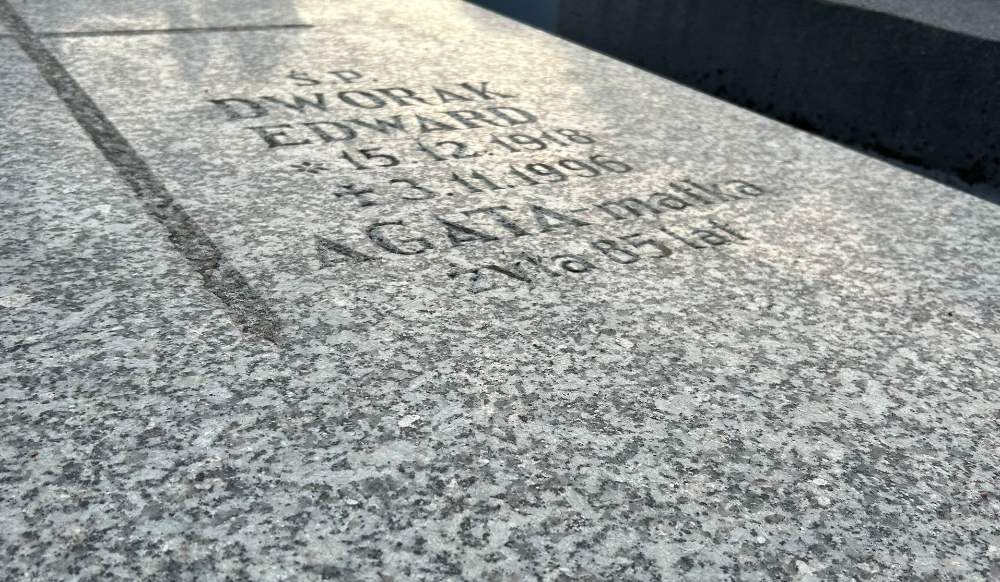 Ś.P.
DWORAK
EDWARD
* 15.12.1918
‡ 3.11.1996
AGATA-matka
żyła 85 lat